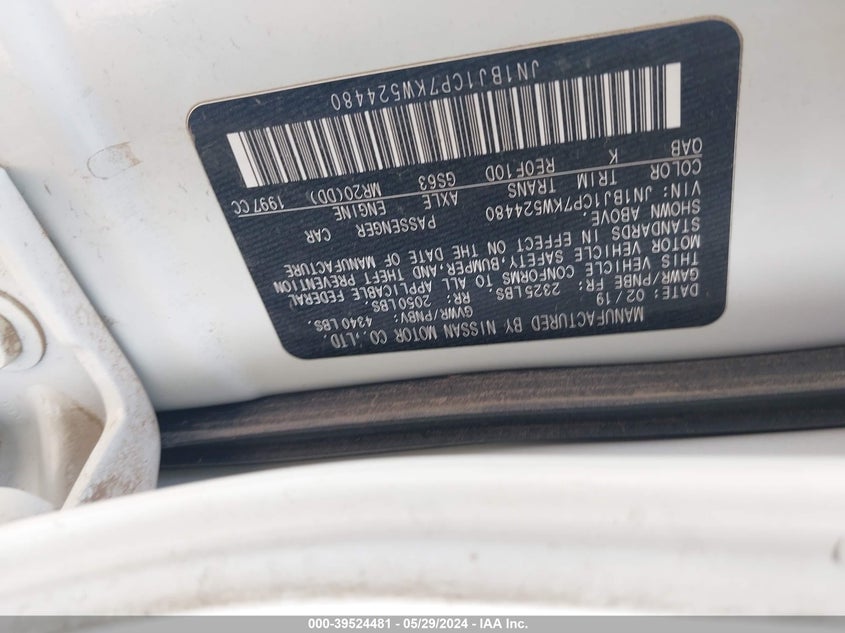 MANUFACTURED BY NISSAN MOTOR CO.,LTD.
DATE: 02/19 GVWR/PNBV: 4340 LBS.
GAWR/PNBE FR: 2325LBS RR: 2050LBS.
THIS VEHICLE CONFORMS TO ALL APPLICABLE FEDERAL
MOTOR VEHICLE SAFETY,BUMPER,AND THEFT PREVENTION
STANDARDS IN EFFECT ON THE DATE OF MANUFACTURE
SHOWN ABOVE.
VIN: JN1BJ1CP7KW524480 PASSENGER CAR
COLOR TRIM TRANS AXLE ENGINE
QAB K RE0F10D GS63 MR20(DD) 1997CC
JN1BJ1CP7KW524480
000-39524481 - 05/29/2024 - IAA Inc.